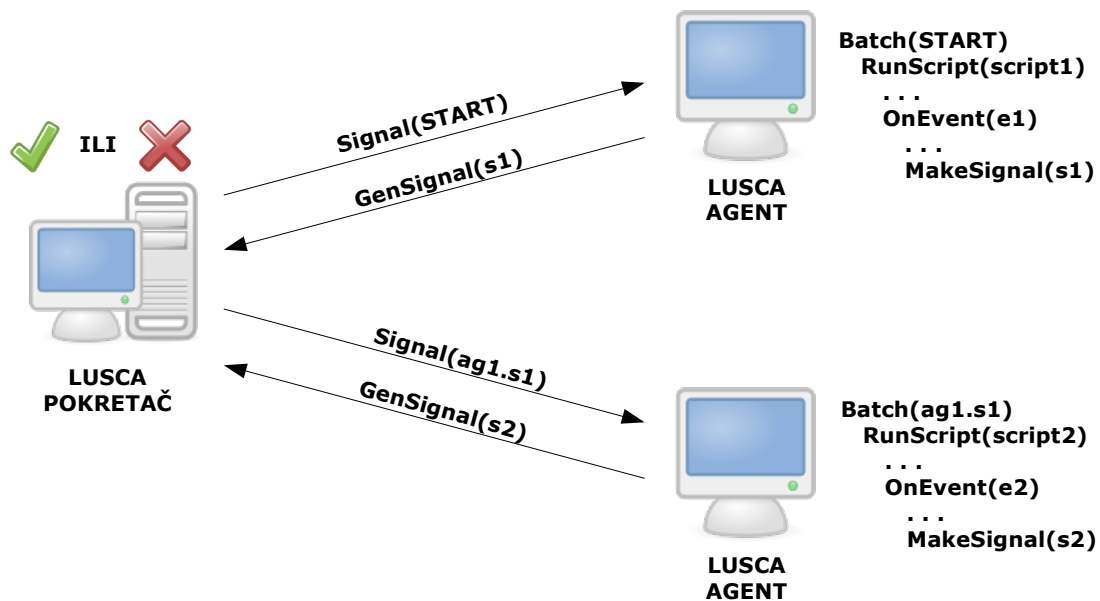 ILI
LUSCA
POKRETAČ
Signal(START)
GenSignal(s1)
Signal(ag1.s1)
GenSignal(s2)
Batch(START)
RunScript(script1)
. . .
OnEvent(e1)
. . .
MakeSignal(s1)
LUSCA
AGENT
Batch(ag1.s1)
RunScript(script2)
. . .
OnEvent(e2)
. . .
MakeSignal(s2)
LUSCA
AGENT